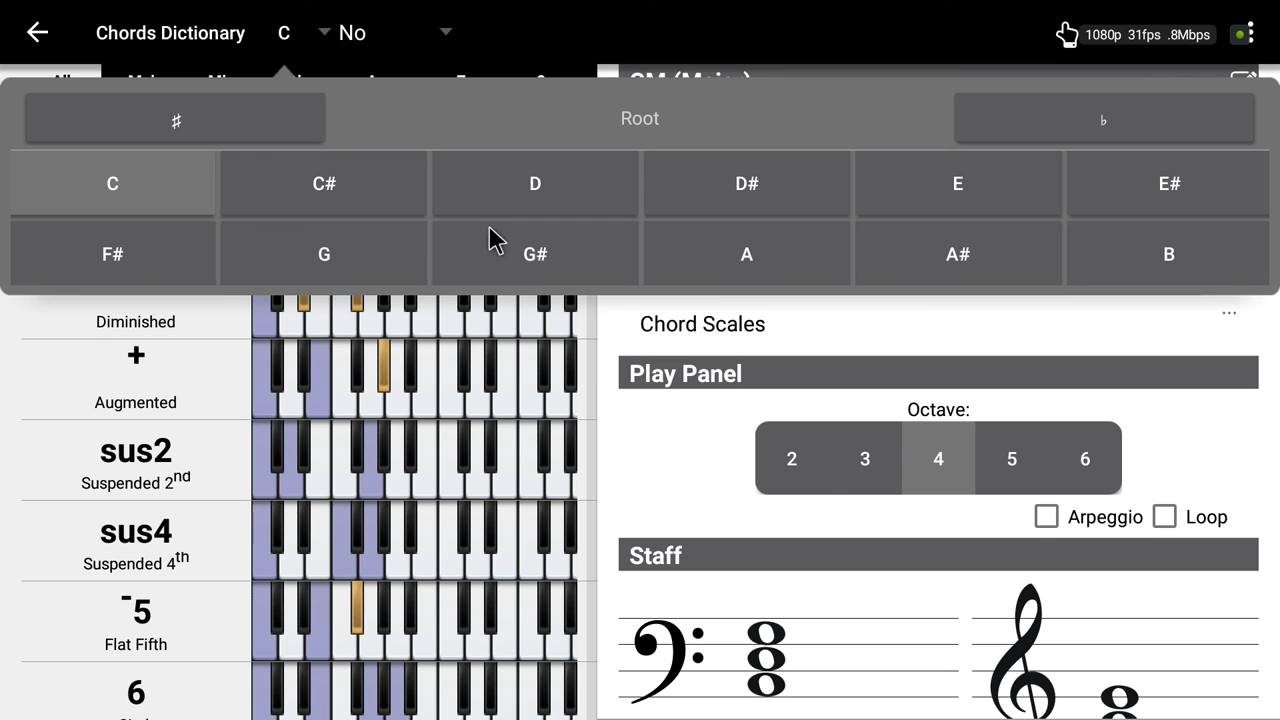 Chords Dictionary C No
1080p 31fps .8Mbps
♯ Root ♭
C C# D D# E E#
F# G G# A A# B
Diminished
+
Augmented
sus2
Suspended 2nd
sus4
Suspended 4th
-5
Flat Fifth
6
Chord Scales
...
Play Panel
Octave:
2 3 4 5 6
Arpeggio Loop
Staff